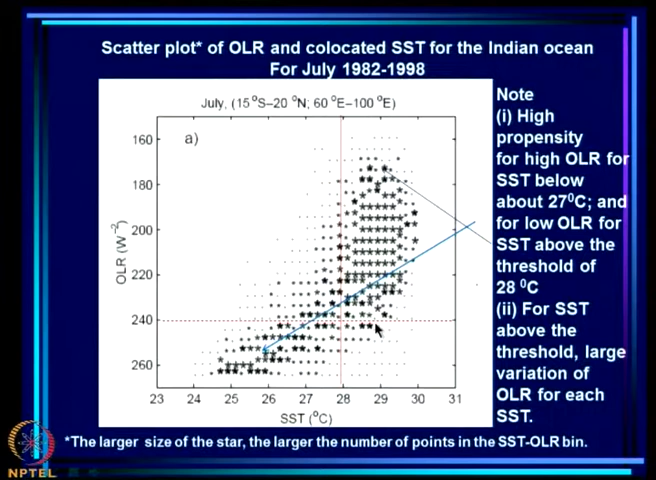 Scatter plot* of OLR and colocated SST for the Indian ocean
For July 1982-1998
July, (15 °S–20 °N; 60 °E–100 °E)
a)
160
180
200
220
240
260
OLR (W⁻²)
23 24 25 26 27 28 29 30 31
SST (°C)
Note
(i) High
propensity
for high OLR for
SST below
about 27⁰C; and
for low OLR for
SST above the
threshold of
28 ⁰C
(ii) For SST
above the
threshold, large
variation of
OLR for each
SST.
*The larger size of the star, the larger the number of points in the SST-OLR bin.
NPTEL